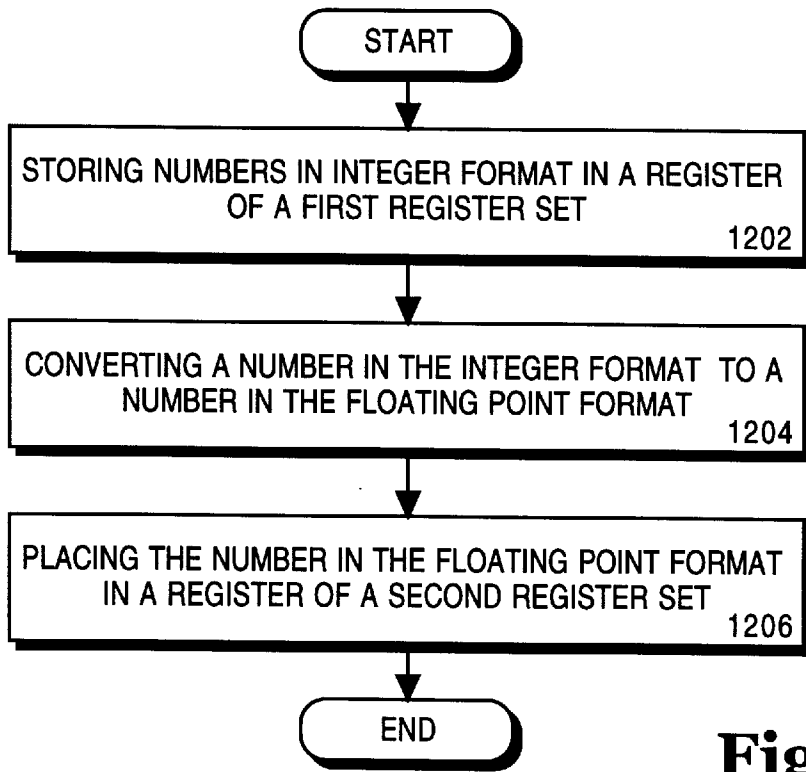 START
STORING NUMBERS IN INTEGER FORMAT IN A REGISTER
OF A FIRST REGISTER SET
1202
CONVERTING A NUMBER IN THE INTEGER FORMAT TO A
NUMBER IN THE FLOATING POINT FORMAT
1204
PLACING THE NUMBER IN THE FLOATING POINT FORMAT
IN A REGISTER OF A SECOND REGISTER SET
1206
END
Fig